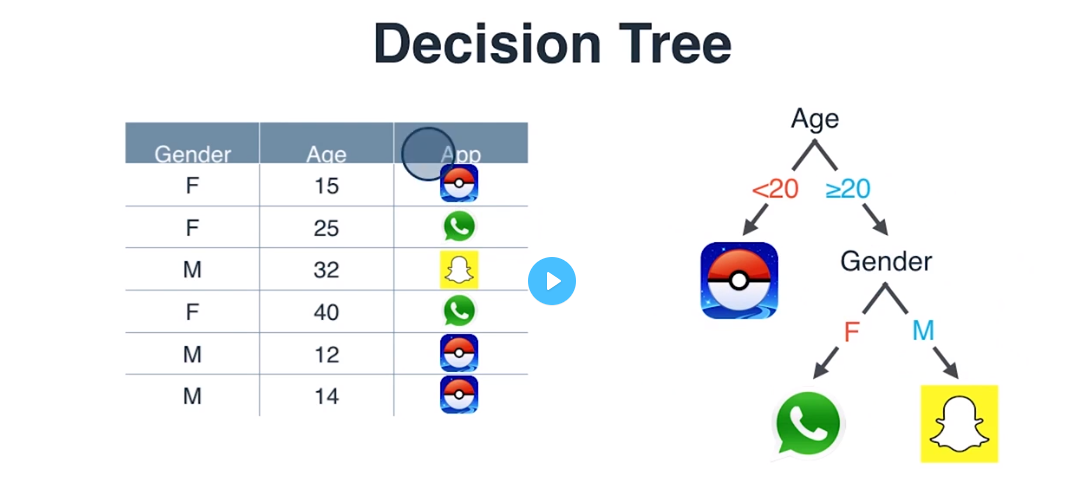 Decision Tree
Gender Age App
F 15
F 25
M 32
F 40
M 12
M 14
Age
<20 ≥20
Gender
F M